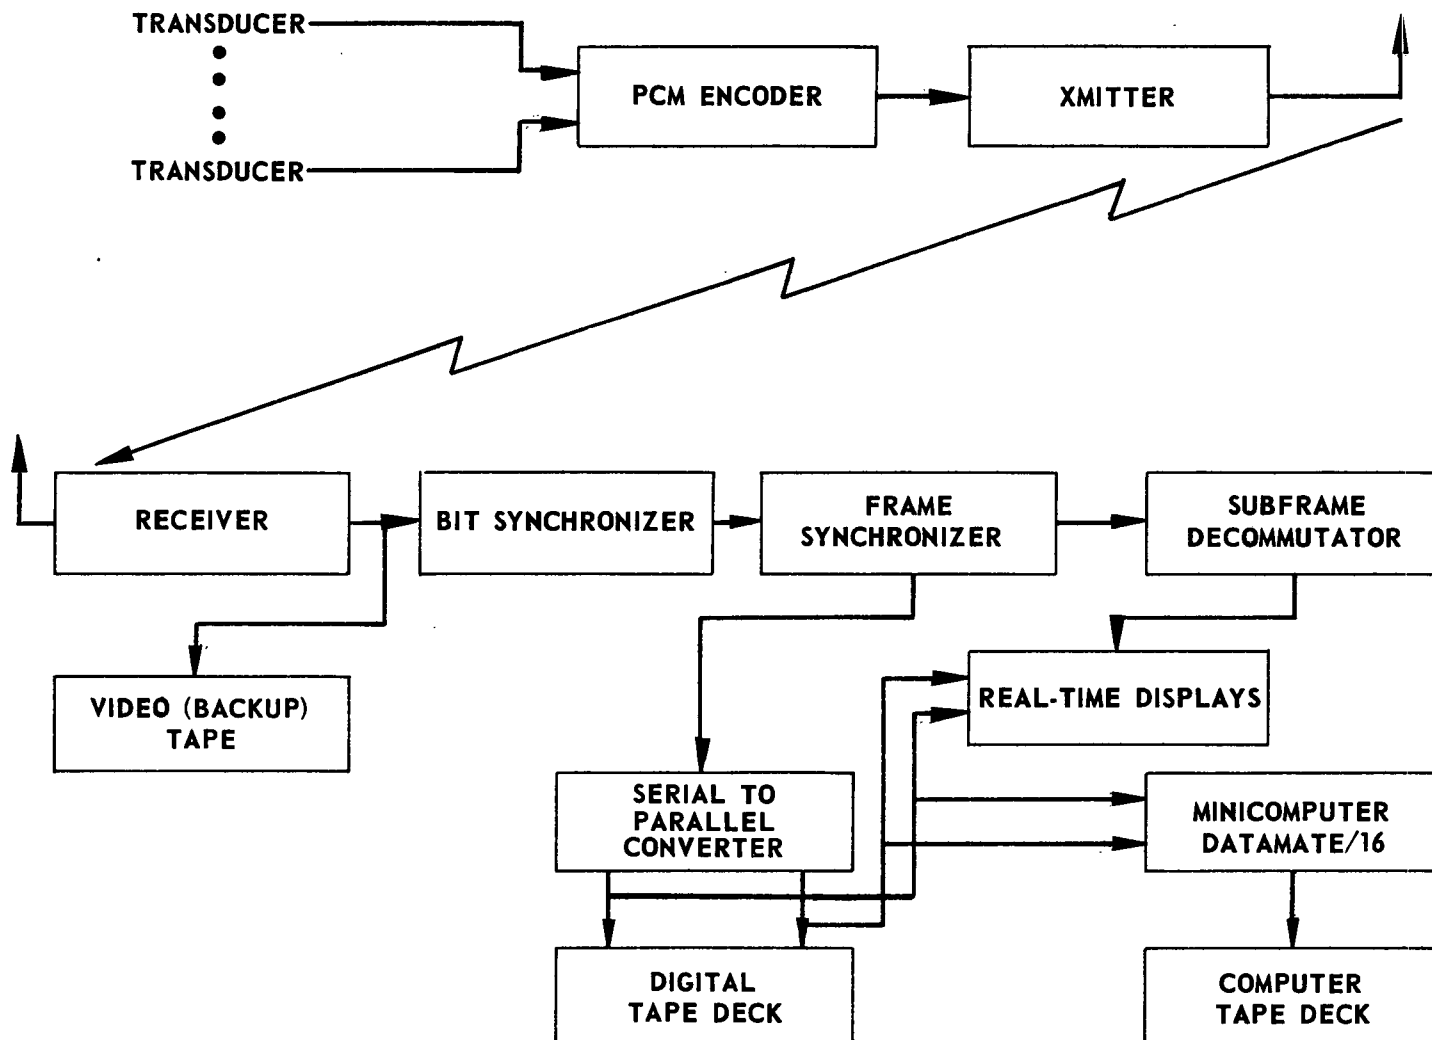 TRANSDUCER
PCM ENCODER
XMITTER
TRANSDUCER
RECEIVER
BIT SYNCHRONIZER
FRAME
SYNCHRONIZER
SUBFRAME
DECOMMUTATOR
VIDEO (BACKUP)
TAPE
REAL-TIME DISPLAYS
SERIAL TO
PARALLEL
CONVERTER
MINICOMPUTER
DATAMATE/16
DIGITAL
TAPE DECK
COMPUTER
TAPE DECK